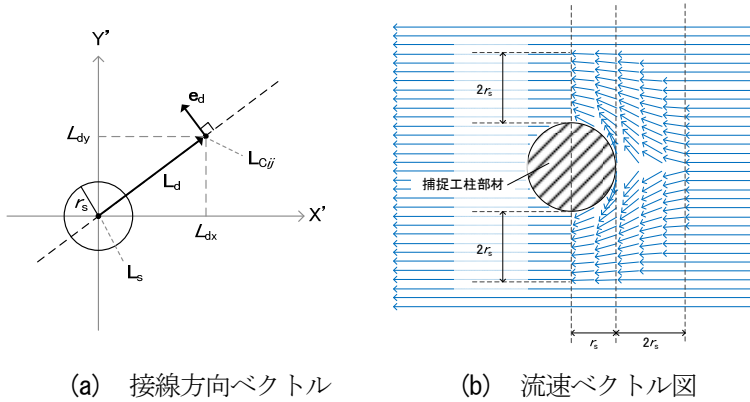 Y’
e_d
L_dy
L_Cij
L_d
r_s
X’
L_dx
L_s
2r_s
捕捉工柱部材
2r_s
r_s
2r_s
(a) 接線方向ベクトル
(b) 流速ベクトル図